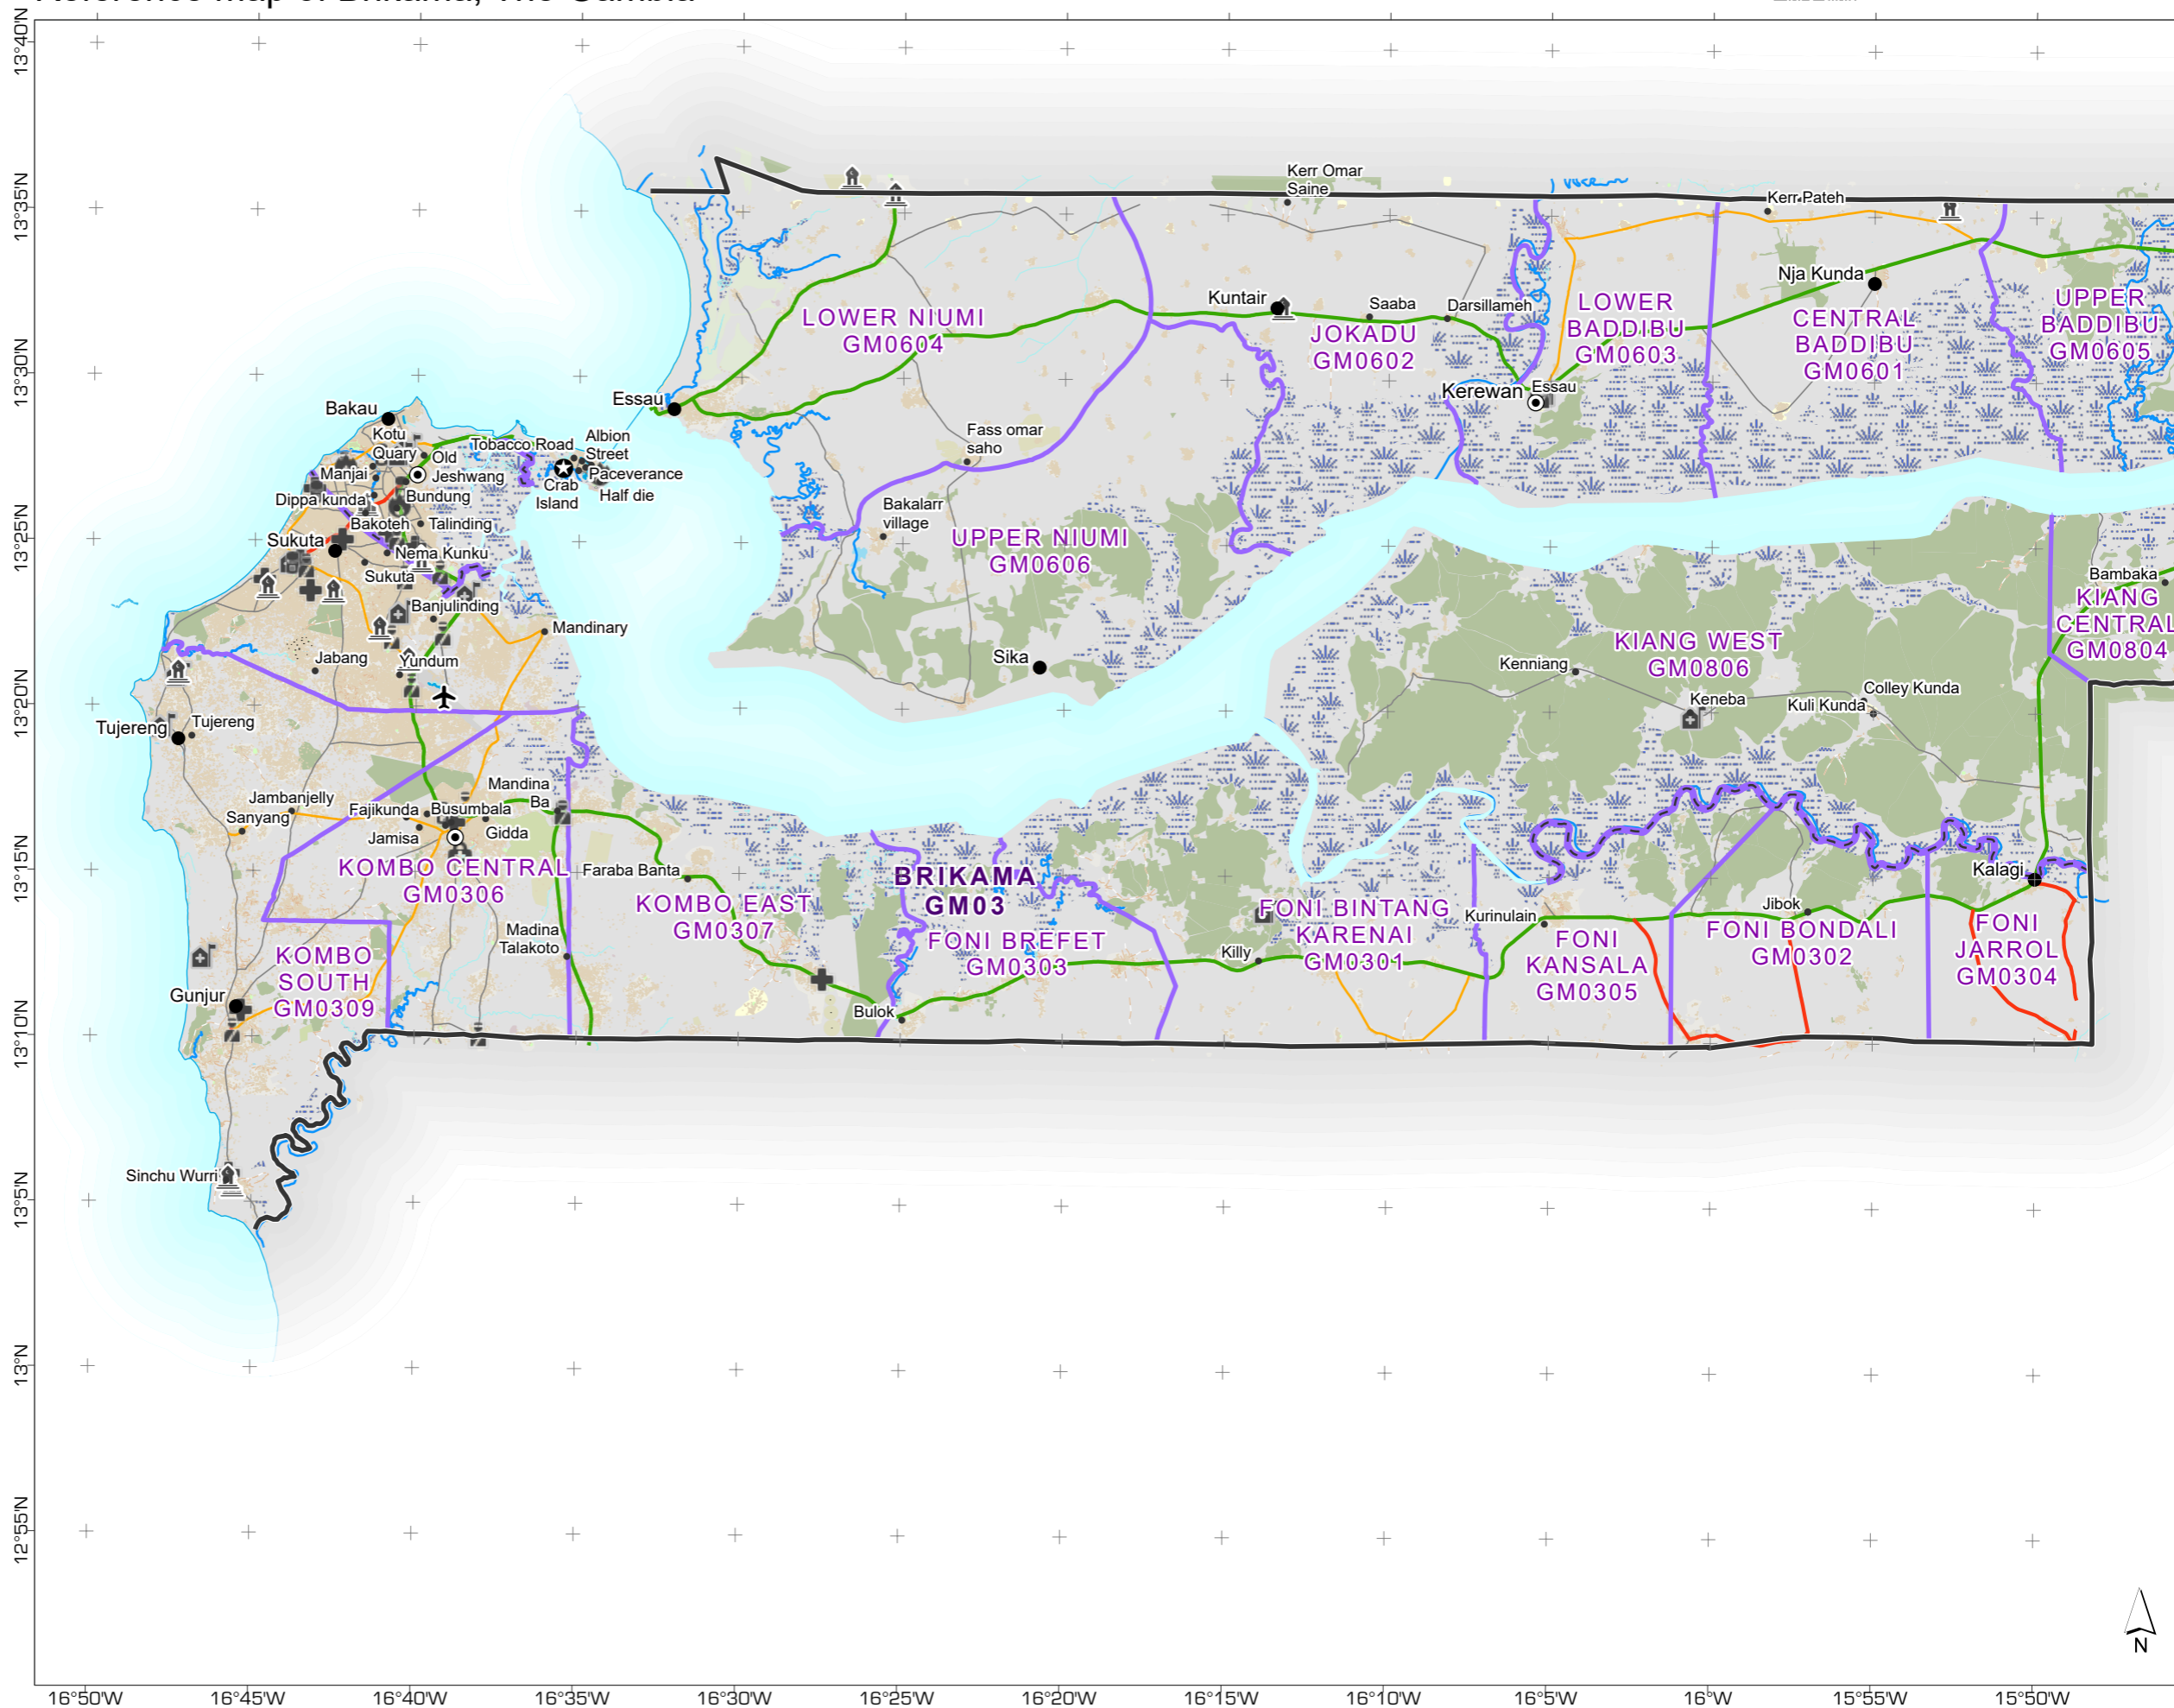 Reference map of Brikama, The Gambia
13°40'N
13°35'N
13°30'N
13°25'N
13°20'N
13°15'N
13°10'N
13°5'N
13°N
12°55'N
Kerr Omar
Saine
Kerr Pateh
Nja Kunda
LOWER NIUMI
GM0604
Kuntair
Saaba
Darsillameh
JOKADU
GM0602
LOWER
BADDIBU
GM0603
CENTRAL
BADDIBU
GM0601
UPPER
BADDIBU
GM0605
Kerewan
Essau
Essau
Bakau
Kotu
Quary
Old
Jeshwang
Manjai
Dippa kunda
Bundung
Tobacco Road
Albion
Street
Paceverance
Crab
Island
Half die
Bakoteh
Talinding
Sukuta
Nema Kunku
Sukuta
Banjulinding
Mandinary
Jabang
Yundum
Fass omar
saho
Bakalarr
village
UPPER NIUMI
GM0606
Sika
Bambaka
KIANG
CENTRAL
GM0804
KIANG WEST
GM0806
Kenniang
Keneba
Colley Kunda
Kuli Kunda
Tujereng
Tujereng
Mandina
Ba
Jambanjelly
Sanyang
Fajikunda
Busumbala
Jamisa
Gidda
KOMBO CENTRAL
GM0306
Faraba Banta
KOMBO EAST
GM0307
BRIKAMA
GM03
FONI BREFET
GM0303
FONI BINTANG
KARENAI
GM0301
Kurinulain
FONI
KANSALA
GM0305
Jibok
FONI BONDALI
GM0302
Kalagi
FONI
JARROL
GM0304
Madina
Talakoto
Killy
Bulok
KOMBO
SOUTH
GM0309
Gunjur
Sinchu Wurri
N
16°50'W
16°45'W
16°40'W
16°35'W
16°30'W
16°25'W
16°20'W
16°15'W
16°10'W
16°5'W
16°W
15°55'W
15°50'W